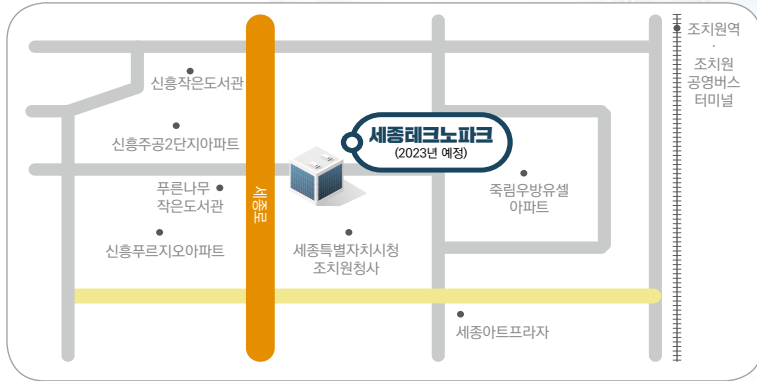 조치원역
·
조치원
공영버스
터미널
신흥작은도서관
세종테크노파크
(2023년 예정)
신흥주공2단지아파트
푸른나무
작은도서관
세종로
죽림우방유쉘
아파트
신흥푸르지오아파트
세종특별자치시청
조치원청사
세종아트프라자